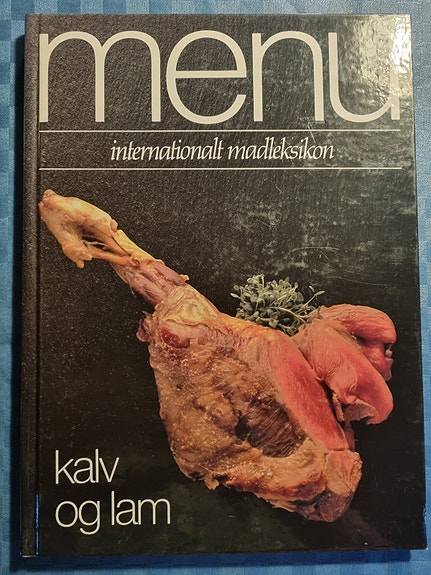 menu
internationalt madleksikon
kalv
og lam